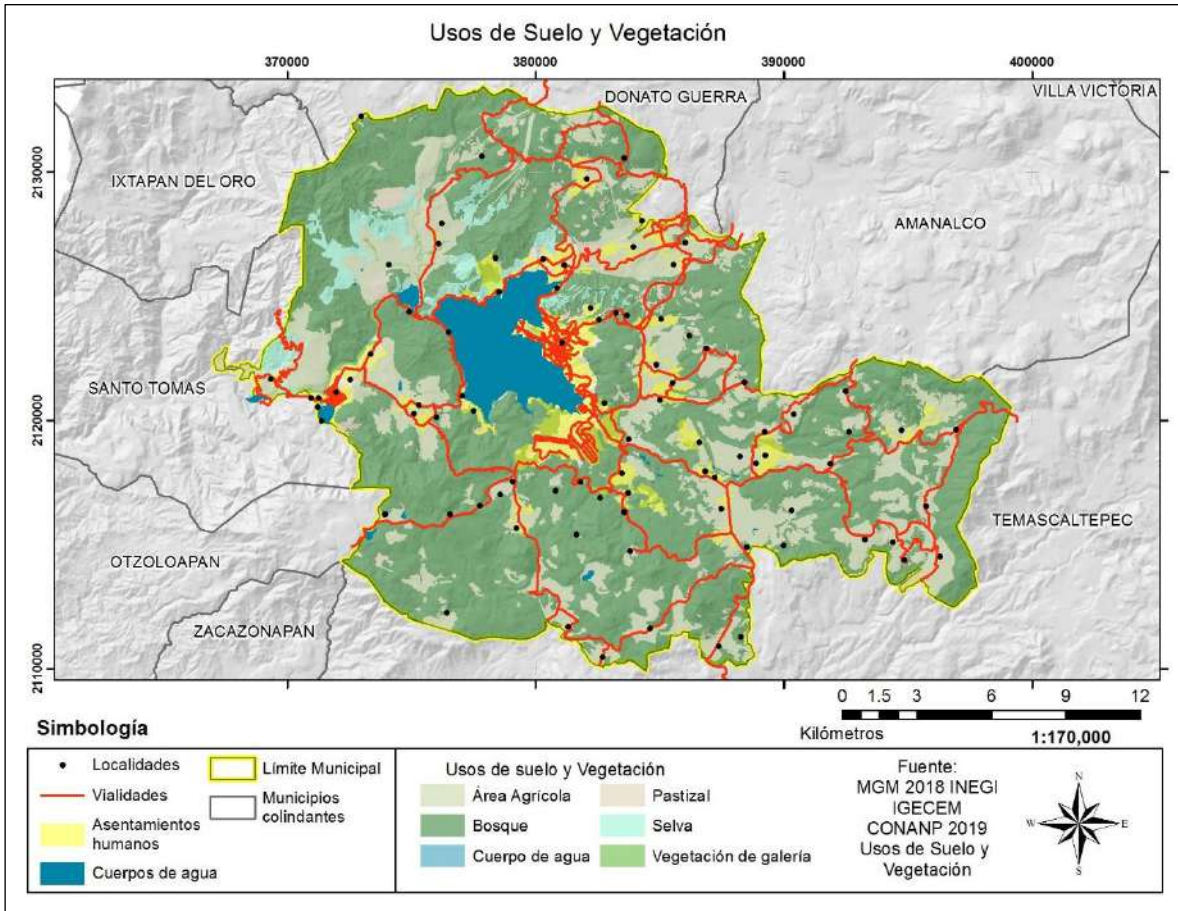 Usos de Suelo y Vegetación
370000
380000
390000
400000
DONATO GUERRA
VILLA VICTORIA
2130000
IXTAPAN DEL ORO
AMANALCO
SANTO TOMAS
2120000
TEMASCALTEPEC
OTZOLOAPAN
ZACAZONAPAN
2110000
0 1.5 3 6 9 12
Kilómetros
1:170,000
Simbología
Localidades
Vialidades
Asentamientos
humanos
Cuerpos de agua
Límite Municipal
Municipios
colindantes
Usos de suelo y Vegetación
Área Agrícola
Bosque
Cuerpo de agua
Pastizal
Selva
Vegetación de galería
Fuente:
MGM 2018 INEGI
IGECEM
CONANP 2019
Usos de Suelo y
Vegetación
N
W
E
S